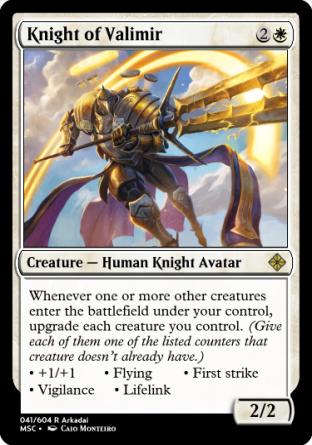 Knight of Valimir 2
Creature — Human Knight Avatar
Whenever one or more other creatures
enter the battlefield under your control,
upgrade each creature you control. (Give
each of them one of the listed counters that
creature doesn't already have.)
• +1/+1 • Flying • First strike
• Vigilance • Lifelink
2/2
041/604 R Arkadai
MSC • Caio Monteiro